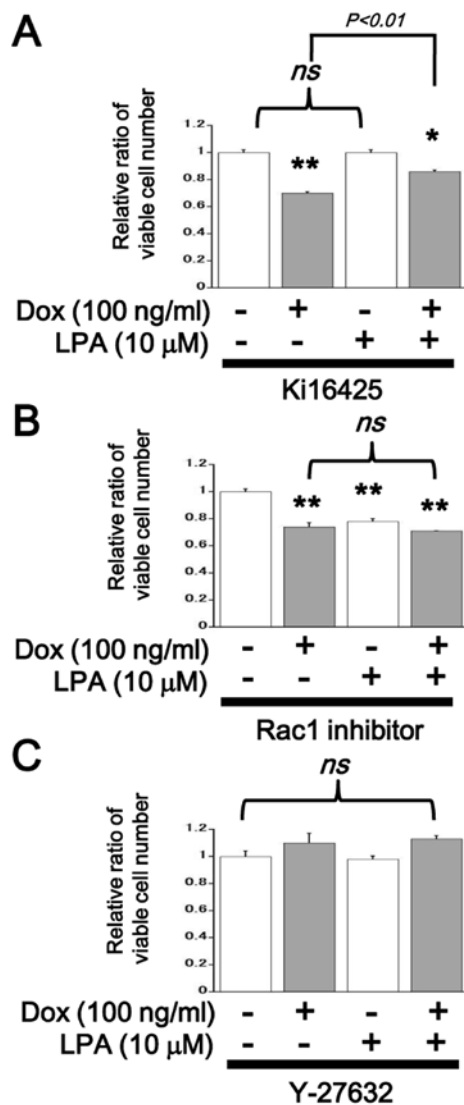 A
P<0.01
ns
*
**
Relative ratio of
viable cell number
1.2
1
0.8
0.6
0.4
0.2
0
Dox (100 ng/ml) - + - +
LPA (10 μM) - - + +
Ki16425
B
ns
** ** **
Relative ratio of
viable cell number
1.2
1
0.8
0.6
0.4
0.2
0
Dox (100 ng/ml) - + - +
LPA (10 μM) - - + +
Rac1 inhibitor
C
ns
Relative ratio of
viable cell number
1.2
1
0.8
0.6
0.4
0.2
0
Dox (100 ng/ml) - + - +
LPA (10 μM) - - + +
Y-27632